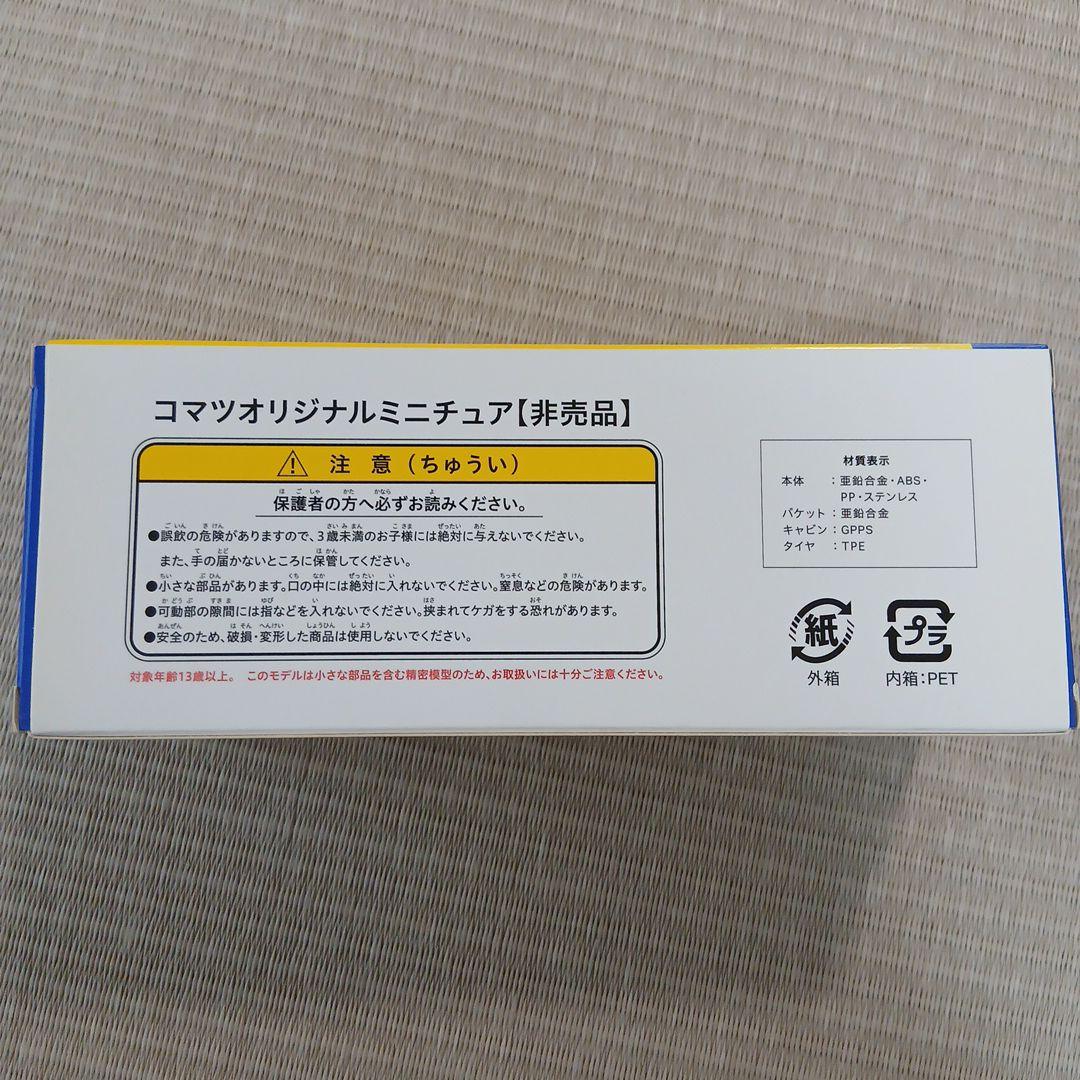 コマツオリジナルミニチュア【非売品】
注 意（ちゅうい）
保護者の方へ必ずお読みください。
●誤飲の危険がありますので、3歳未満のお子様には絶対に与えないでください。
また、手の届かないところに保管してください。
●小さな部品があります。口の中には絶対に入れないでください。窒息などの危険があります。
●可動部の隙間には指などを入れないでください。挟まれてケガをする恐れがあります。
●安全のため、破損・変形した商品は使用しないでください。
対象年齢13歳以上。 このモデルは小さな部品を含む精密模型のため、お取扱いには十分ご注意ください。
材質表示
本体 ：亜鉛合金・ABS・
PP・ステンレス
バケット：亜鉛合金
キャビン：GPPS
タイヤ ：TPE
紙
外箱
プラ
内箱：PET